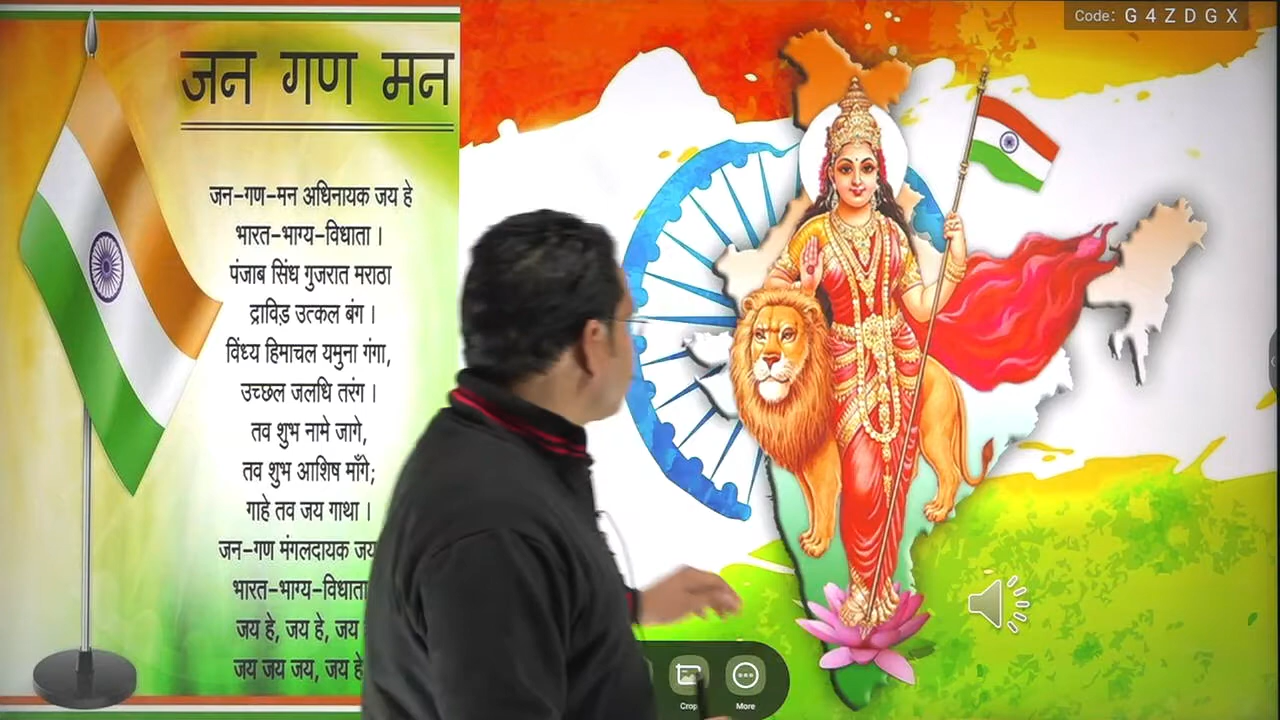 Code: G 4 Z D G X
जन गण मन
जन-गण-मन अधिनायक जय हे
भारत-भाग्य-विधाता ।
पंजाब सिंध गुजरात मराठा
द्राविड़ उत्कल बंग ।
विंध्य हिमाचल यमुना गंगा,
उच्छल जलधि तरंग ।
तव शुभ नामे जागे,
तव शुभ आशिष माँगे;
गाहे तव जय गाथा ।
जन-गण मंगलदायक जय
भारत-भाग्य-विधाता
जय हे, जय हे, जय
जय जय जय, जय हे
Crop
More